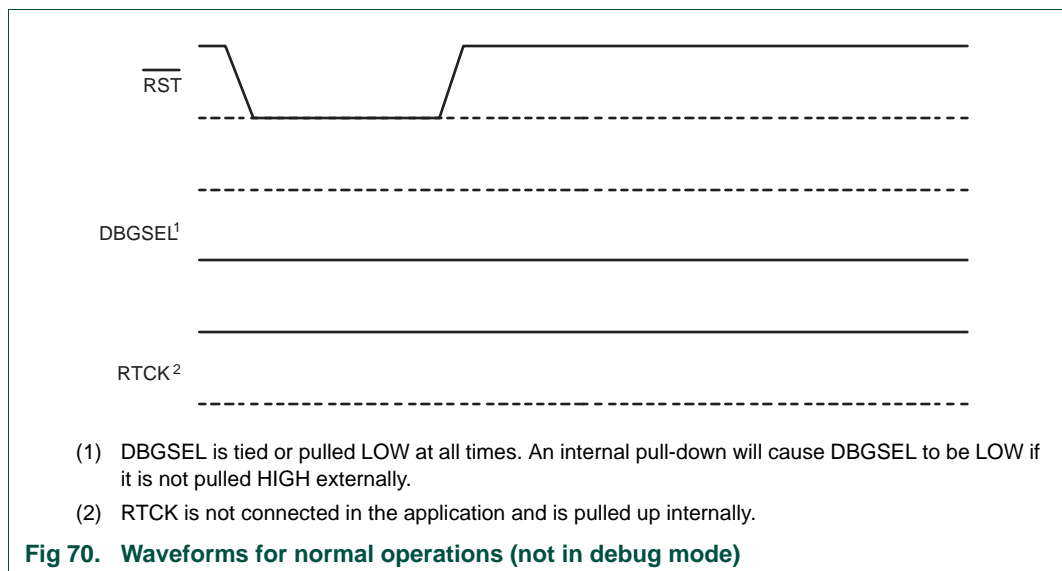 RST
DBGSEL1
RTCK 2
(1) DBGSEL is tied or pulled LOW at all times. An internal pull-down will cause DBGSEL to be LOW if
it is not pulled HIGH externally.
(2) RTCK is not connected in the application and is pulled up internally.
Fig 70. Waveforms for normal operations (not in debug mode)